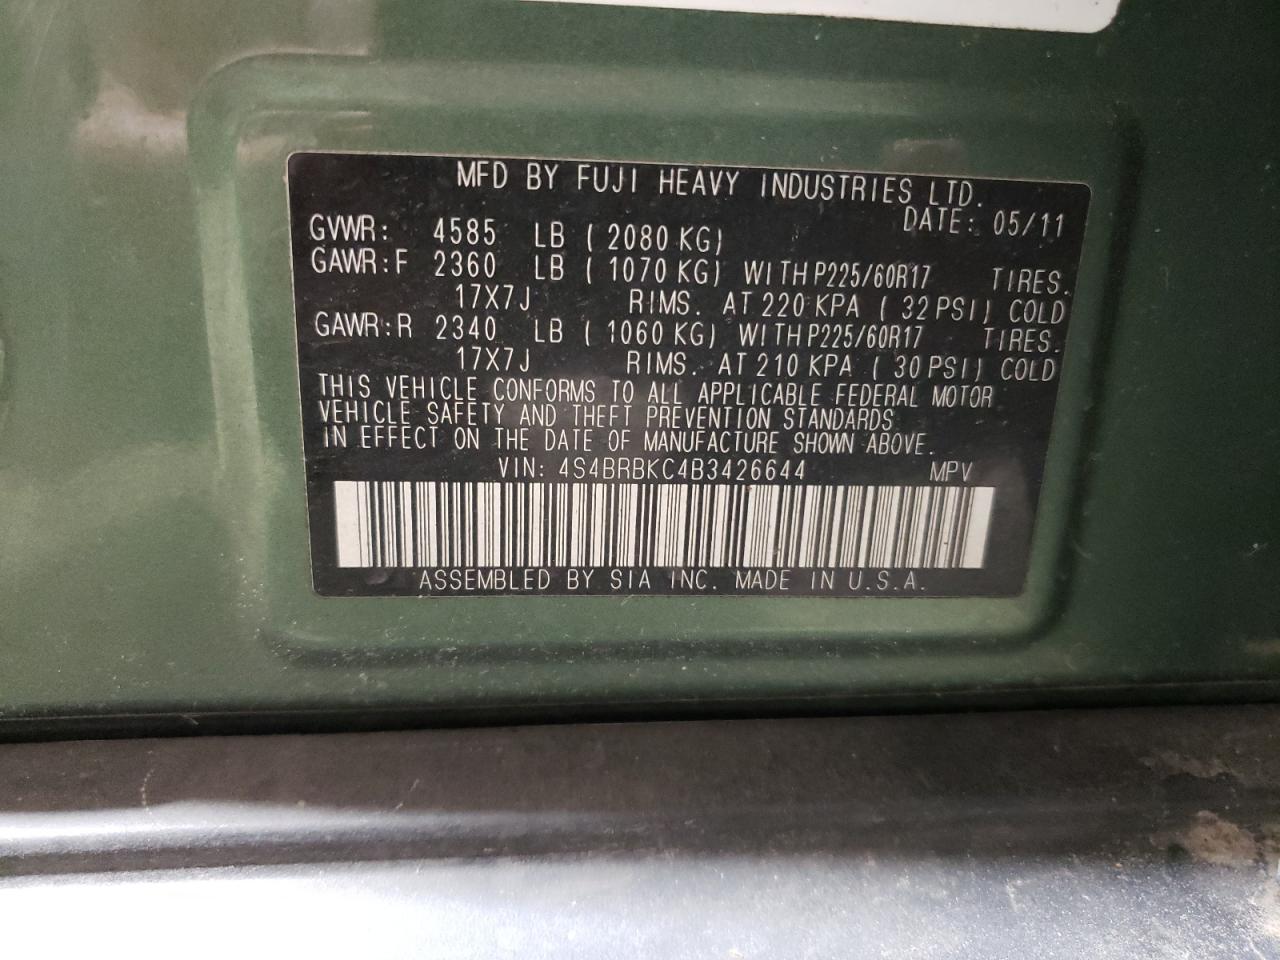 MFD BY FUJI HEAVY INDUSTRIES LTD.
DATE: 05/11
GVWR: 4585 LB ( 2080 KG)
GAWR:F 2360 LB ( 1070 KG) WITH P225/60R17 TIRES.
17X7J RIMS. AT 220 KPA ( 32 PSI) COLD
GAWR:R 2340 LB ( 1060 KG) WITH P225/60R17 TIRES.
17X7J RIMS. AT 210 KPA ( 30 PSI) COLD
THIS VEHICLE CONFORMS TO ALL APPLICABLE FEDERAL MOTOR
VEHICLE SAFETY AND THEFT PREVENTION STANDARDS
IN EFFECT ON THE DATE OF MANUFACTURE SHOWN ABOVE.
VIN: 4S4BRBKC4B3426644 MPV
ASSEMBLED BY SIA INC. MADE IN U.S.A.